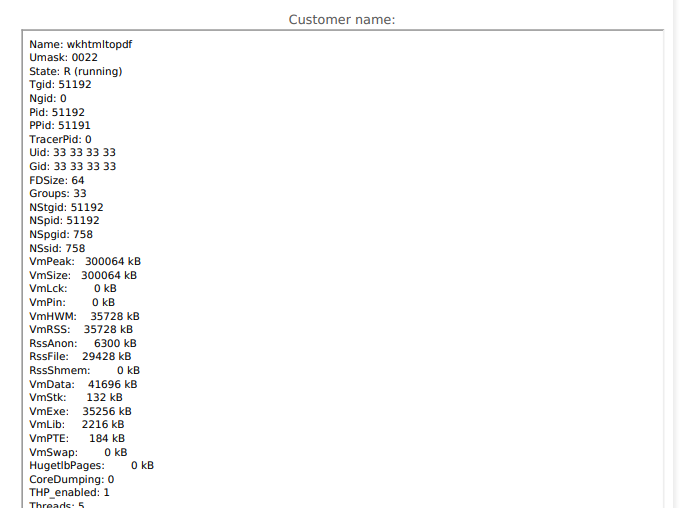 Customer name:
Name: wkhtmltopdf
Umask: 0022
State: R (running)
Tgid: 51192
Ngid: 0
Pid: 51192
PPid: 51191
TracerPid: 0
Uid: 33 33 33 33
Gid: 33 33 33 33
FDSize: 64
Groups: 33
NStgid: 51192
NSpid: 51192
NSpgid: 758
NSsid: 758
VmPeak: 300064 kB
VmSize: 300064 kB
VmLck: 0 kB
VmPin: 0 kB
VmHWM: 35728 kB
VmRSS: 35728 kB
RssAnon: 6300 kB
RssFile: 29428 kB
RssShmem: 0 kB
VmData: 41696 kB
VmStk: 132 kB
VmExe: 35256 kB
VmLib: 2216 kB
VmPTE: 184 kB
VmSwap: 0 kB
HugetlbPages: 0 kB
CoreDumping: 0
THP_enabled: 1
Threads: 5